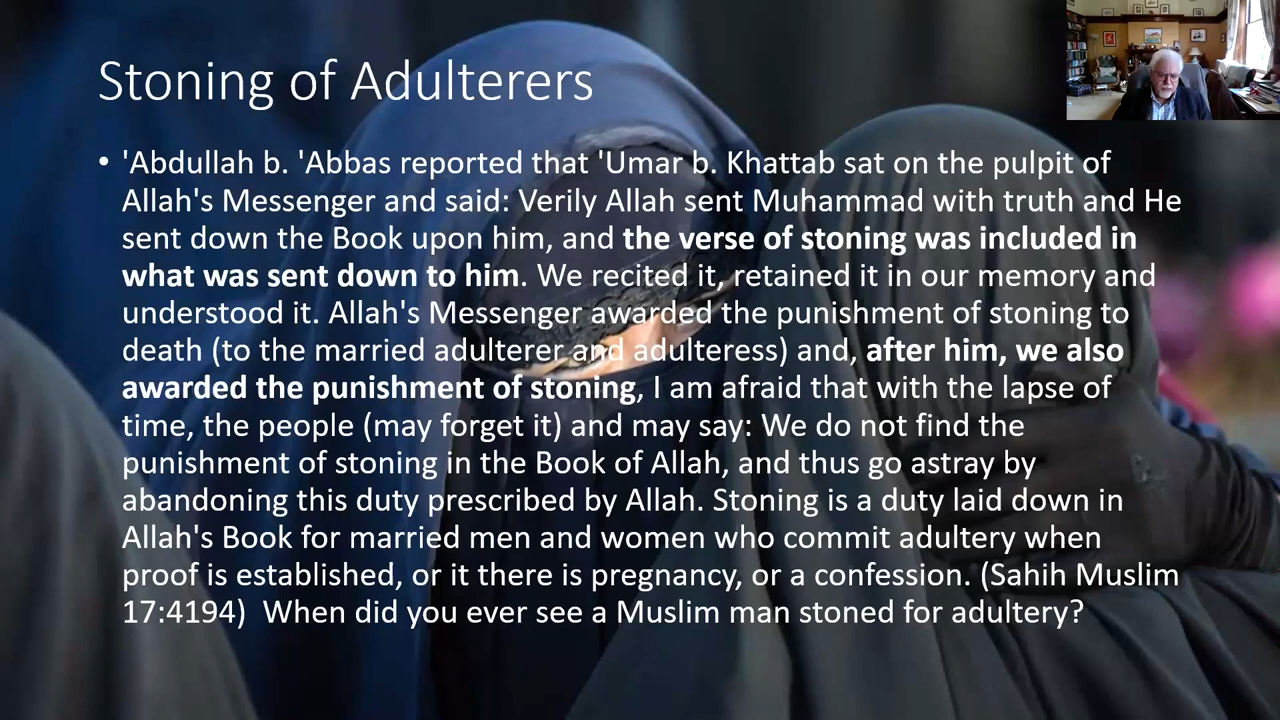 Stoning of Adulterers
• 'Abdullah b. 'Abbas reported that 'Umar b. Khattab sat on the pulpit of
Allah's Messenger and said: Verily Allah sent Muhammad with truth and He
sent down the Book upon him, and the verse of stoning was included in
what was sent down to him. We recited it, retained it in our memory and
understood it. Allah's Messenger awarded the punishment of stoning to
death (to the married adulterer and adulteress) and, after him, we also
awarded the punishment of stoning, I am afraid that with the lapse of
time, the people (may forget it) and may say: We do not find the
punishment of stoning in the Book of Allah, and thus go astray by
abandoning this duty prescribed by Allah. Stoning is a duty laid down in
Allah's Book for married men and women who commit adultery when
proof is established, or it there is pregnancy, or a confession. (Sahih Muslim
17:4194)  When did you ever see a Muslim man stoned for adultery?